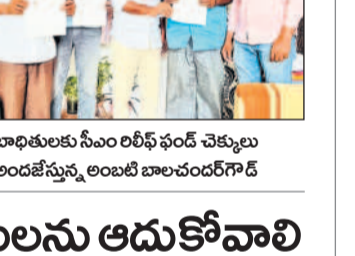 బాధితులకు సీఎం రిలీఫ్ ఫండ్ చెక్కులు
అందజేస్తున్న అంబటి బాలచందర్‌గౌడ్
లను ఆదుకోవాలి